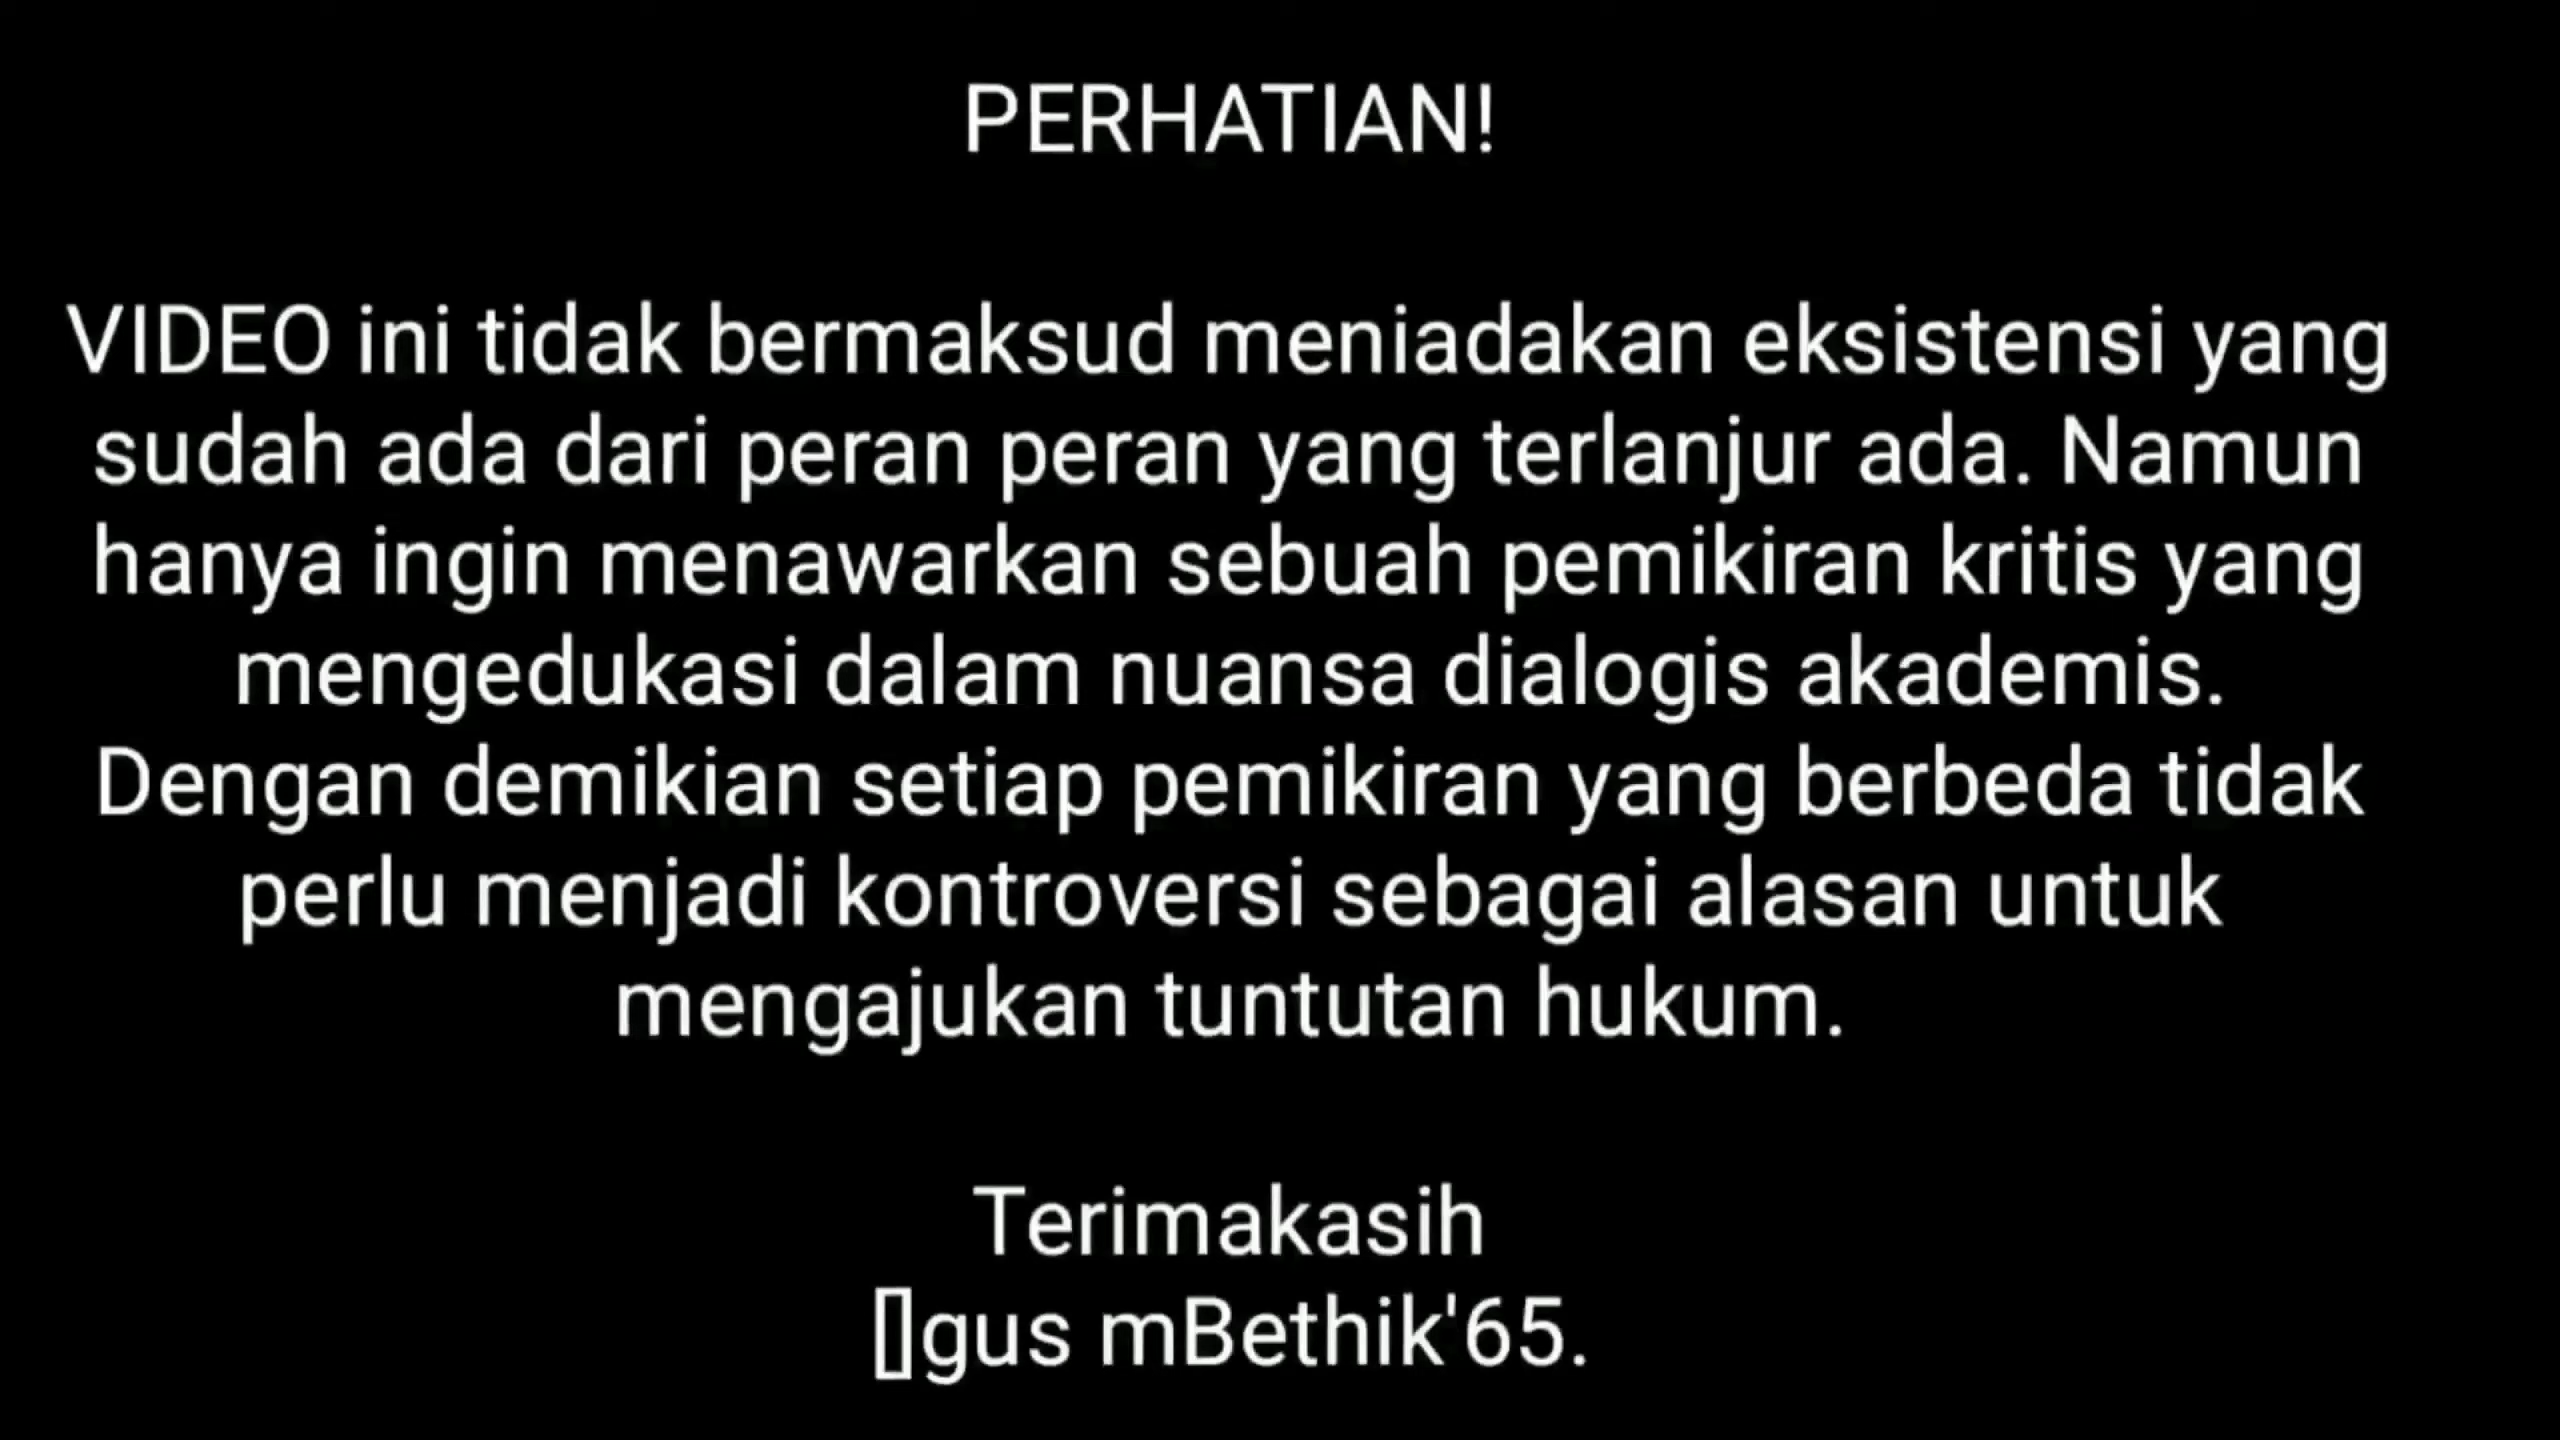 PERHATIAN!
VIDEO ini tidak bermaksud meniadakan eksistensi yang
sudah ada dari peran peran yang terlanjur ada. Namun
hanya ingin menawarkan sebuah pemikiran kritis yang
mengedukasi dalam nuansa dialogis akademis.
Dengan demikian setiap pemikiran yang berbeda tidak
perlu menjadi kontroversi sebagai alasan untuk
mengajukan tuntutan hukum.
Terimakasih
▯gus mBethik'65.